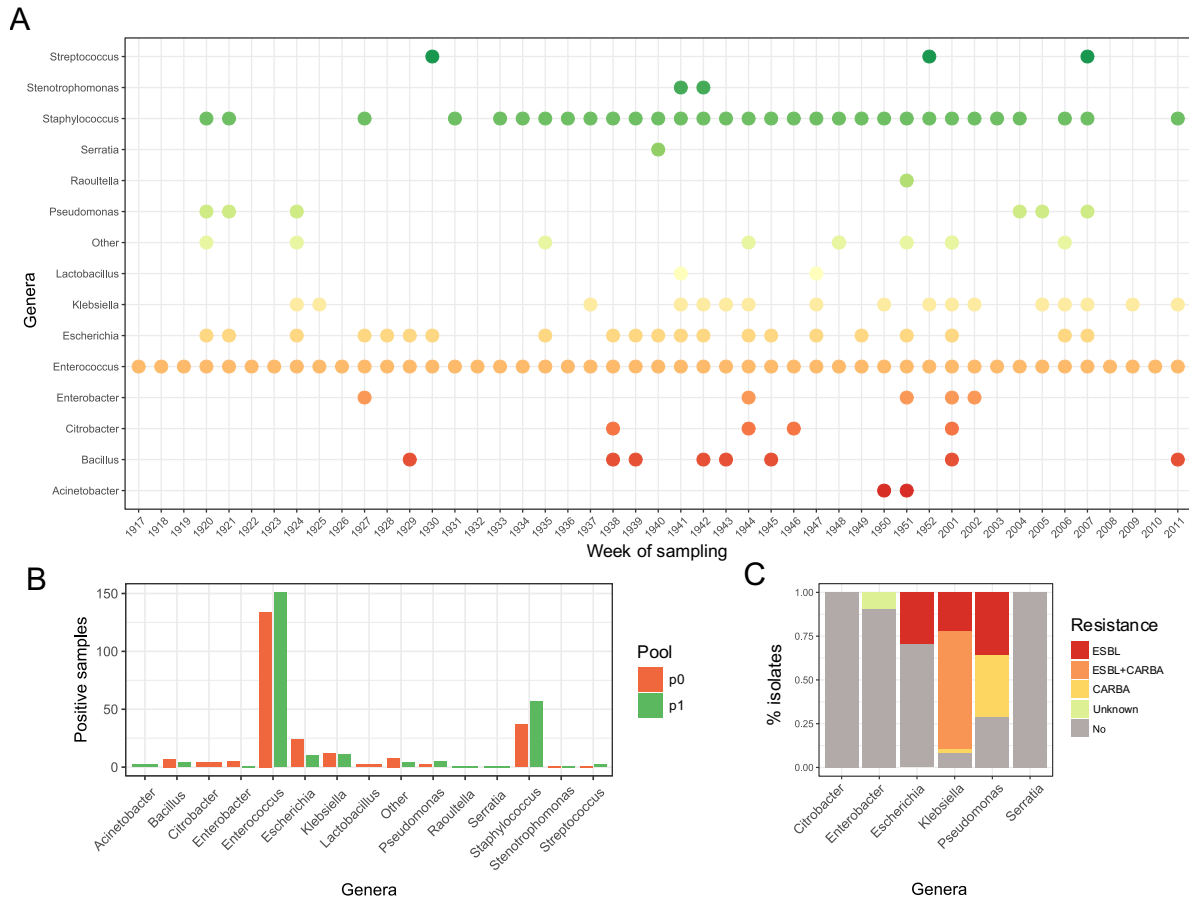 A
Streptococcus
Stenotrophomonas
Staphylococcus
Serratia
Raoultella
Pseudomonas
Other
Lactobacillus
Klebsiella
Escherichia
Enterococcus
Enterobacter
Citrobacter
Bacillus
Acinetobacter
Genera
1917 1918 1919 1920 1921 1922 1923 1924 1925 1926 1927 1928 1929 1930 1931 1932 1933 1934 1935 1936 1937 1938 1939 1940 1941 1942 1943 1944 1945 1946 1947 1948 1949 1950 1951 1952 2001 2002 2003 2004 2005 2006 2007 2009 2010 2011
Week of sampling
B
Positive samples
150
100
50
0
Acinetobacter Bacillus Citrobacter Enterobacter Enterococcus Escherichia Klebsiella Lactobacillus Other Pseudomonas Raoultella Serratia Staphylococcus Stenotrophomonas Streptococcus
Genera
Pool
p0
p1
C
% isolates
1.00
0.75
0.50
0.25
0.00
Citrobacter Enterobacter Escherichia Klebsiella Pseudomonas Serratia
Genera
Resistance
ESBL
ESBL+CARBA
CARBA
Unknown
No